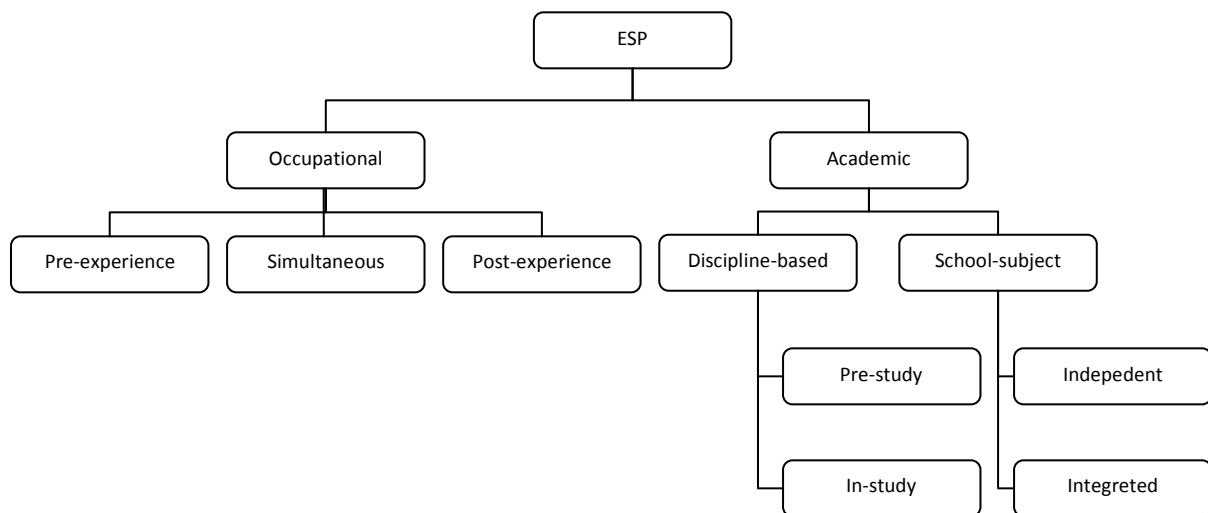 ESP
Occupational
Academic
Pre-experience
Simultaneous
Post-experience
Discipline-based
School-subject
Pre-study
Indepedent
In-study
Integreted